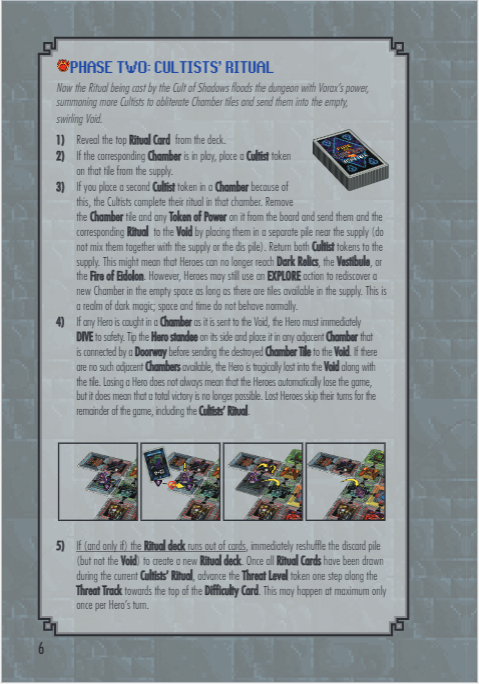 PHASE TWO: CULTISTS' RITUAL
Now the Ritual being cast by the Cult of Shadows floods the dungeon with Vorax's power,
summoning more Cultists to obliterate Chamber tiles and send them into the empty,
swirling Void.
1) Reveal the top Ritual Card from the deck.
2) If the corresponding Chamber is in play, place a Cultist token
on that tile from the supply.
3) If you place a second Cultist token in a Chamber because of
this, the Cultists complete their ritual in that chamber. Remove
the Chamber tile and any Token of Power on it from the board and send them and the
corresponding Ritual to the Void by placing them in a separate pile near the supply (do
not mix them together with the supply or the dis pile). Return both Cultist tokens to the
supply. This might mean that Heroes can no longer reach Dark Relics, the Vestibule, or
the Fire of Eidolon. However, Heroes may still use an EXPLORE action to rediscover a
new Chamber in the empty space as long as there are tiles available in the supply. This is
a realm of dark magic; space and time do not behave normally.
4) If any Hero is caught in a Chamber as it is sent to the Void, the Hero must immediately
DIVE to safety. Tip the Hero standee on its side and place it in any adjacent Chamber that
is connected by a Doorway before sending the destroyed Chamber Tile to the Void. If there
are no such adjacent Chambers available, the Hero is tragically lost into the Void along with
the tile. Losing a Hero does not always mean that the Heroes automatically lose the game,
but it does mean that a total victory is no longer possible. Lost Heroes skip their turns for the
remainder of the game, including the Cultists' Ritual.
5) If (and only if) the Ritual deck runs out of cards, immediately reshuffle the discard pile
(but not the Void) to create a new Ritual deck. Once all Ritual Cards have been drawn
during the current Cultists' Ritual, advance the Threat Level token one step along the
Threat Track towards the top of the Difficulty Card. This may happen at maximum only
once per Hero's turn.
6